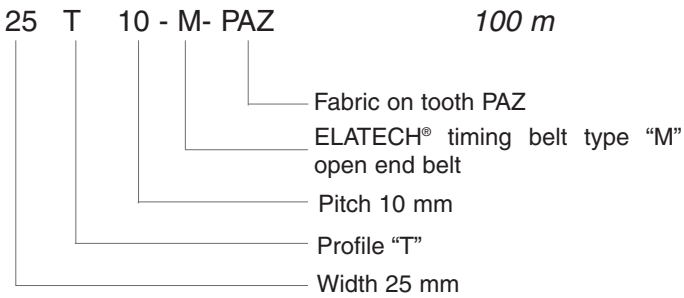 25 T 10 - M- PAZ 100 m
Fabric on tooth PAZ
ELATECH® timing belt type “M”
open end belt
Pitch 10 mm
Profile “T”
Width 25 mm